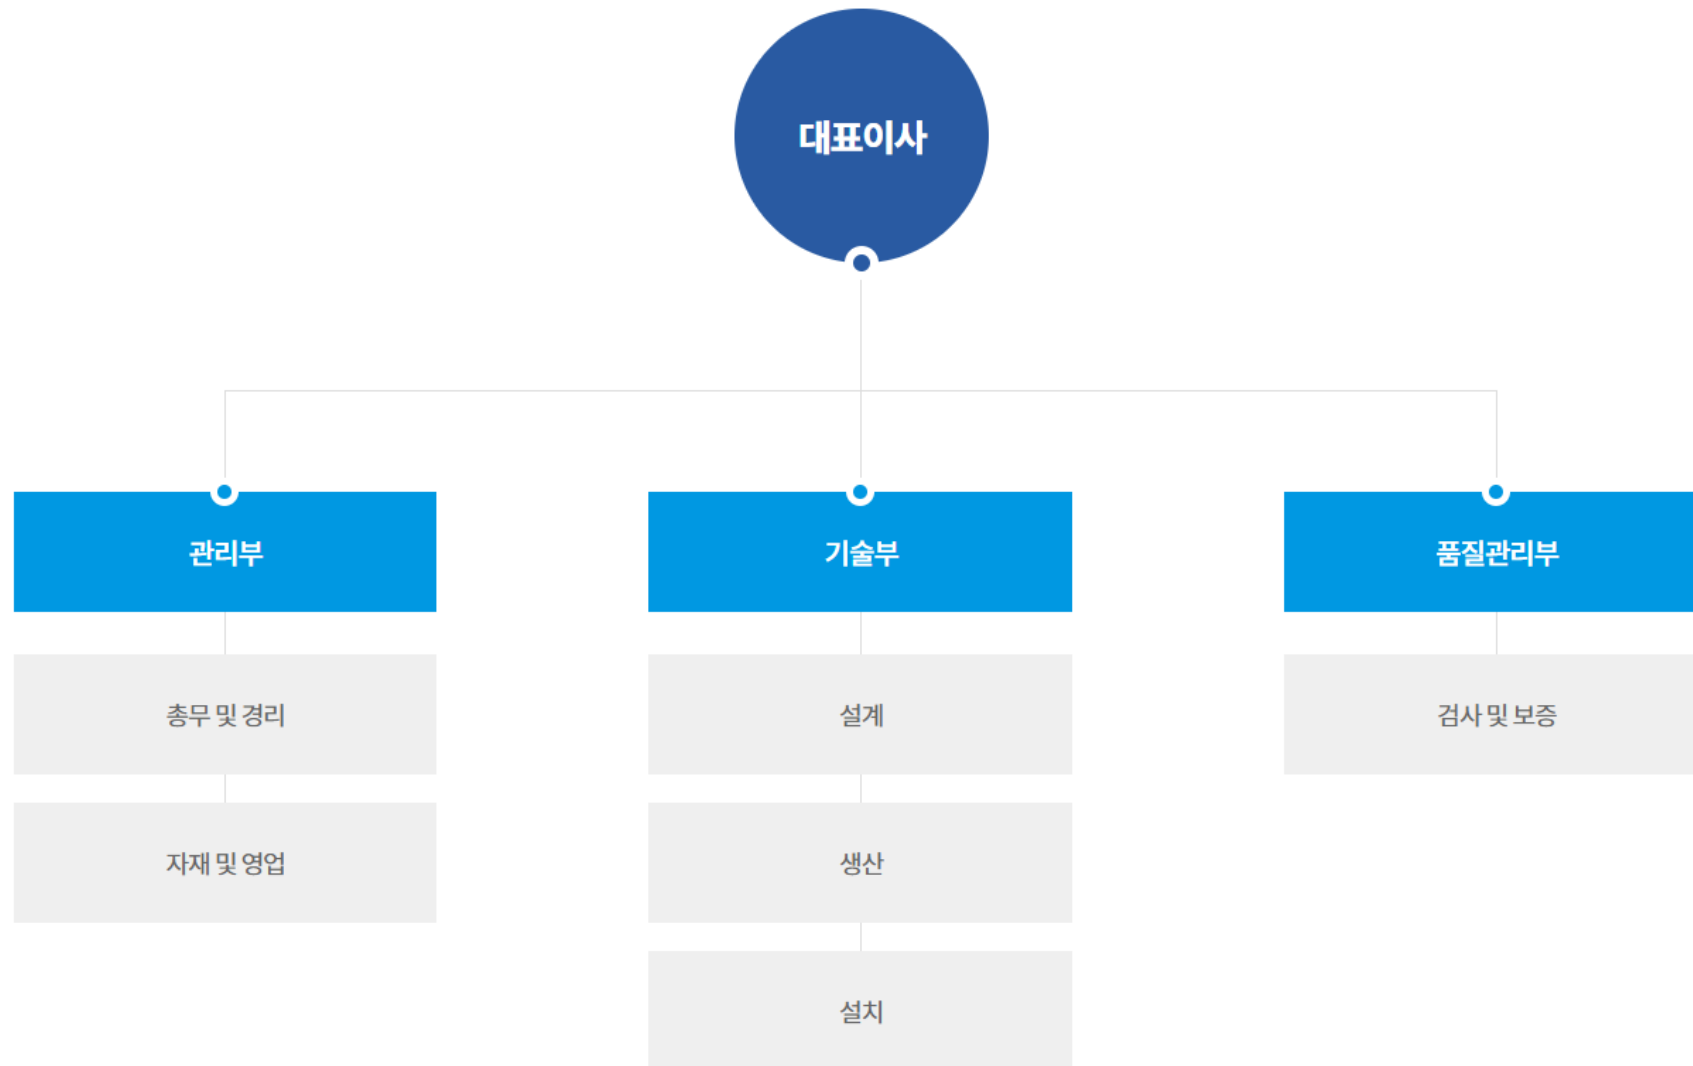 대표이사
관리부
기술부
품질관리부
총무 및 경리
설계
검사 및 보증
자재 및 영업
생산
설치